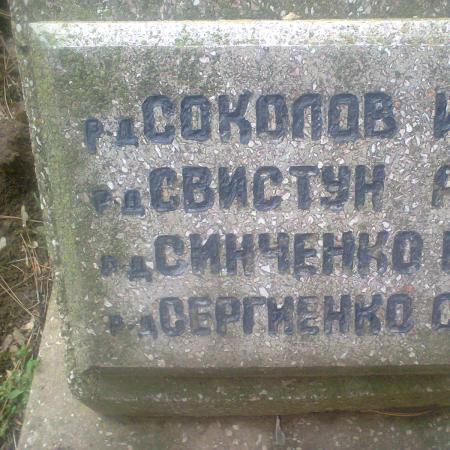 р-д СОКОЛОВ И
р-д СВИСТУН
р-д СИНЧЕНКО
р-д СЕРГИЕНКО С